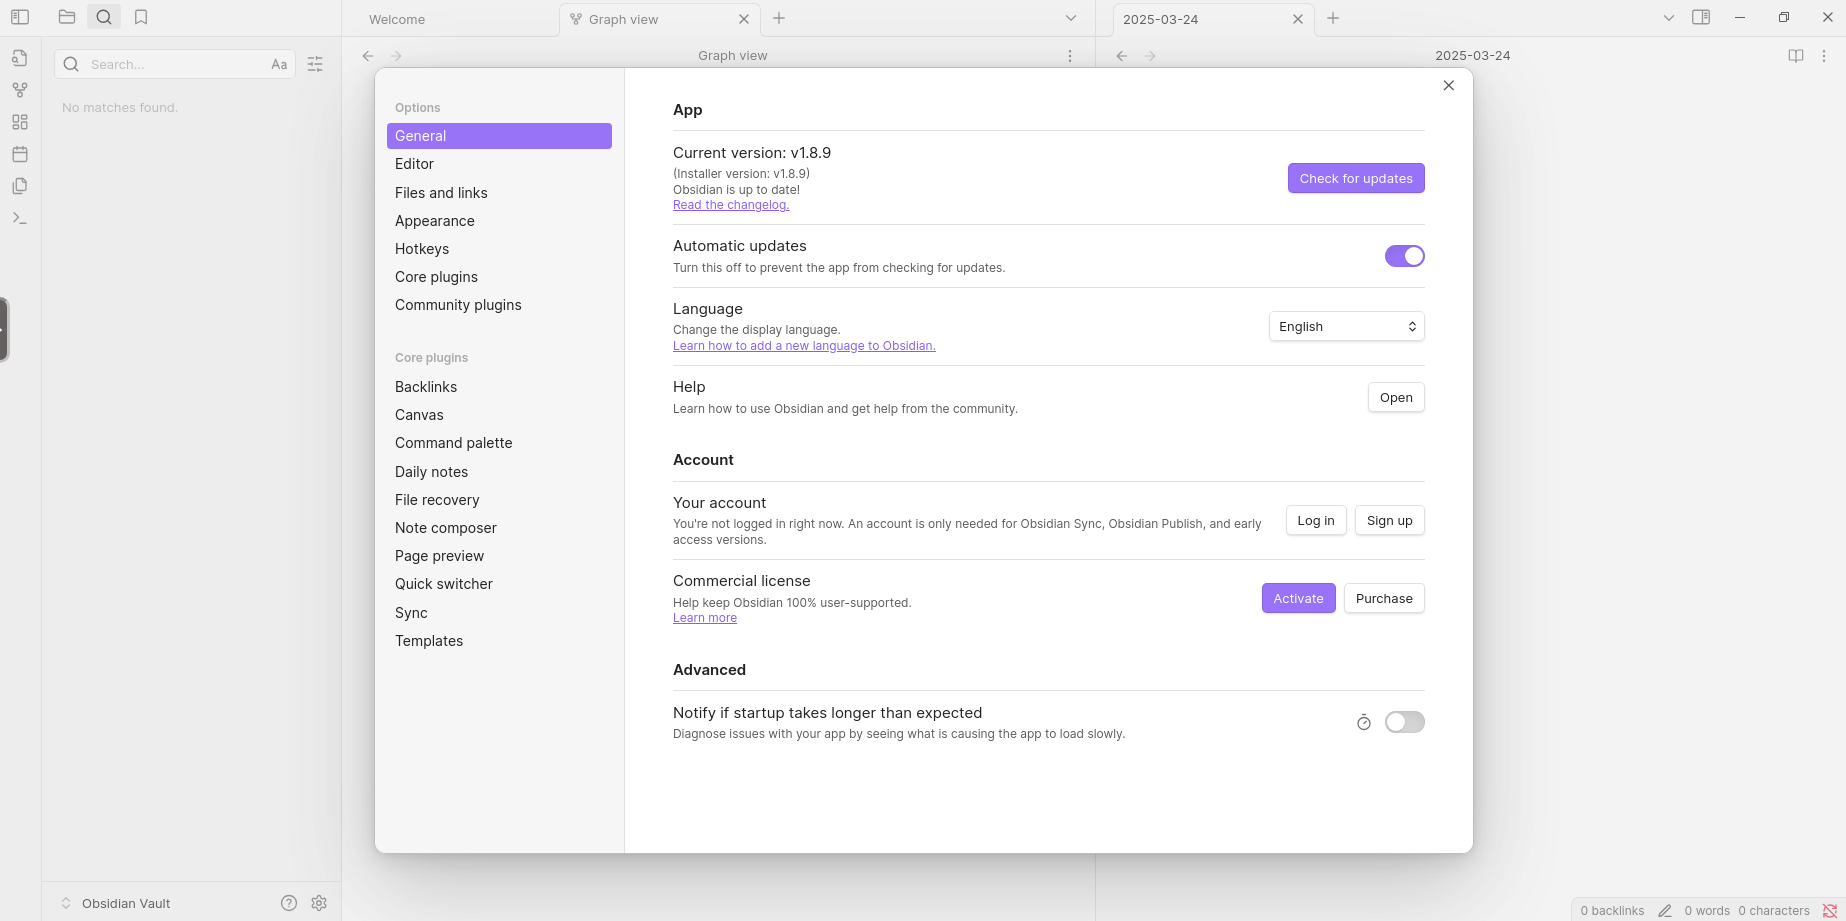 Welcome
Graph view
2025-03-24
Search...
Aa
Graph view
2025-03-24
No matches found.
Options
General
Editor
Files and links
Appearance
Hotkeys
Core plugins
Community plugins
Core plugins
Backlinks
Canvas
Command palette
Daily notes
File recovery
Note composer
Page preview
Quick switcher
Sync
Templates
App
Current version: v1.8.9
(Installer version: v1.8.9)
Obsidian is up to date!
Read the changelog.
Check for updates
Automatic updates
Turn this off to prevent the app from checking for updates.
Language
Change the display language.
Learn how to add a new language to Obsidian.
English
Help
Learn how to use Obsidian and get help from the community.
Open
Account
Your account
You're not logged in right now. An account is only needed for Obsidian Sync, Obsidian Publish, and early
access versions.
Log in
Sign up
Commercial license
Help keep Obsidian 100% user-supported.
Learn more
Activate
Purchase
Advanced
Notify if startup takes longer than expected
Diagnose issues with your app by seeing what is causing the app to load slowly.
Obsidian Vault
0 backlinks
0 words
0 characters